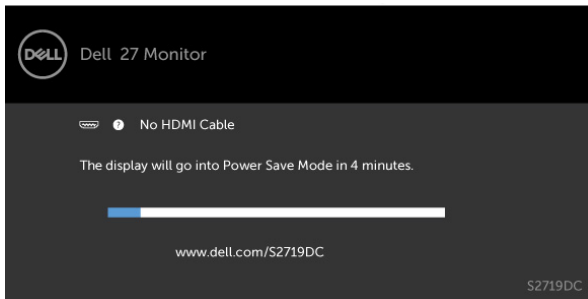 DELL
Dell 27 Monitor
? No HDMI Cable
The display will go into Power Save Mode in 4 minutes.
www.dell.com/S2719DC
S2719DC